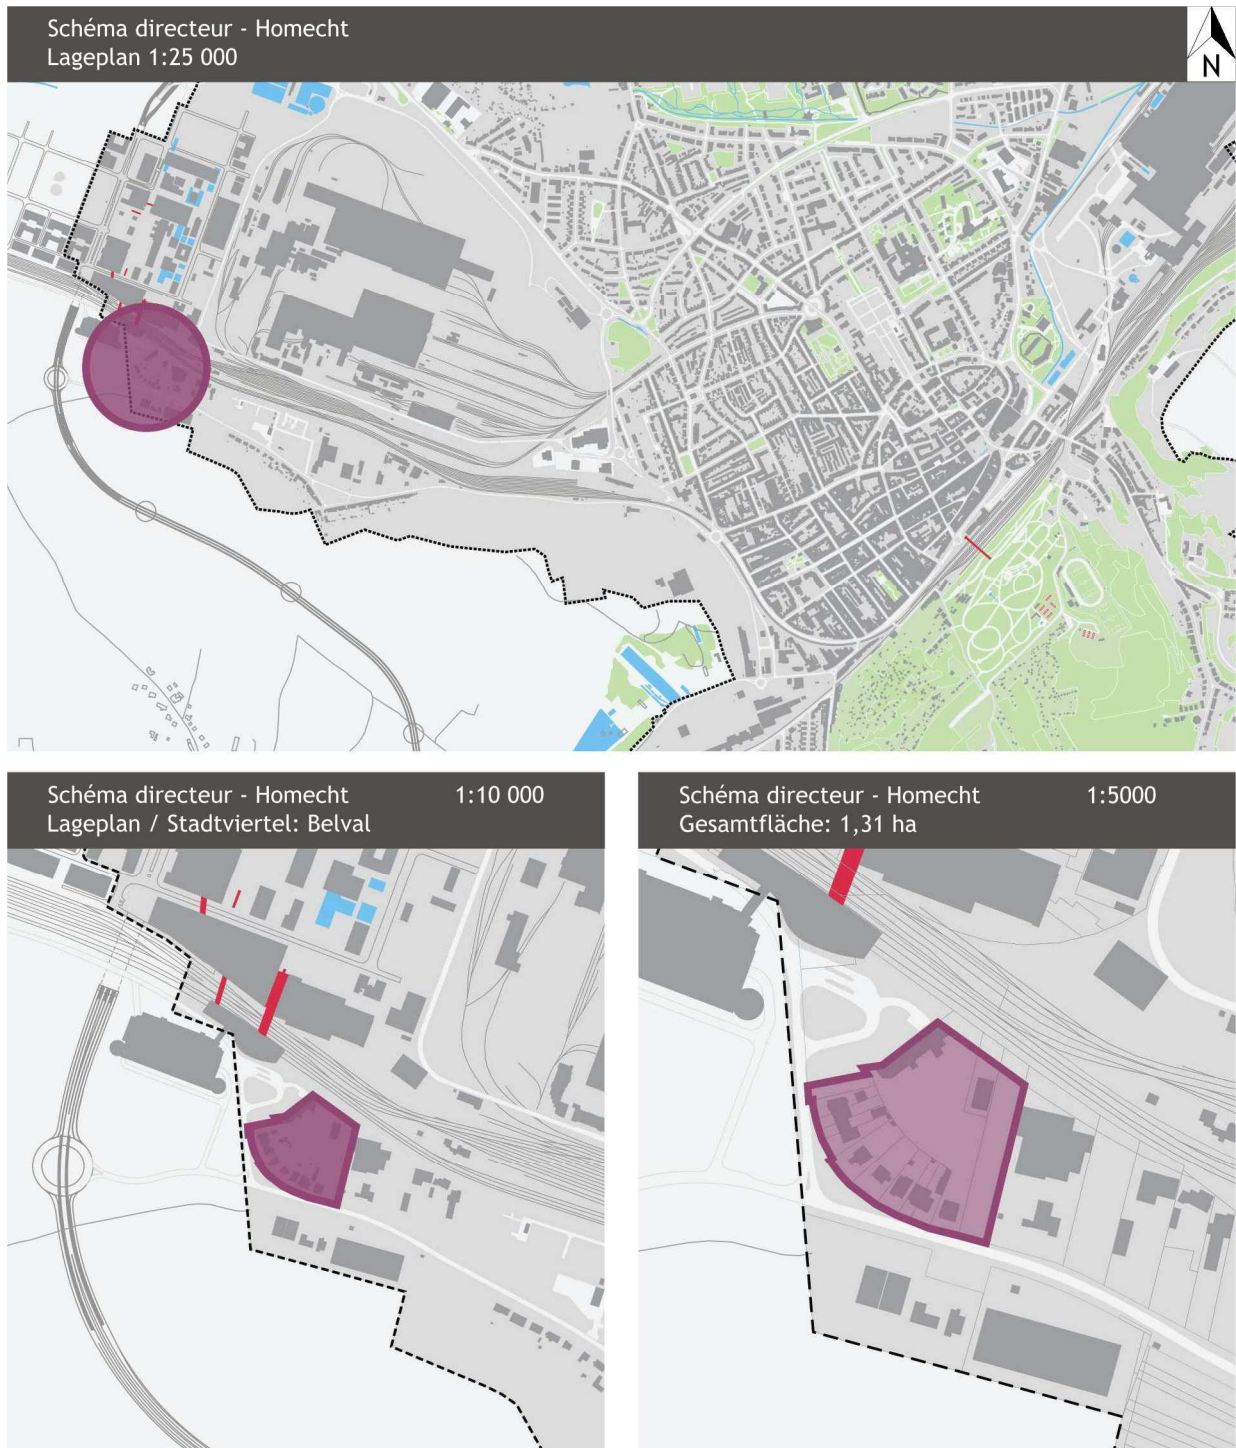 Schéma directeur - Homecht
Lageplan 1:25 000
N
Schéma directeur - Homecht 1:10 000
Lageplan / Stadtviertel: Belval
Schéma directeur - Homecht 1:5000
Gesamtfläche: 1,31 ha